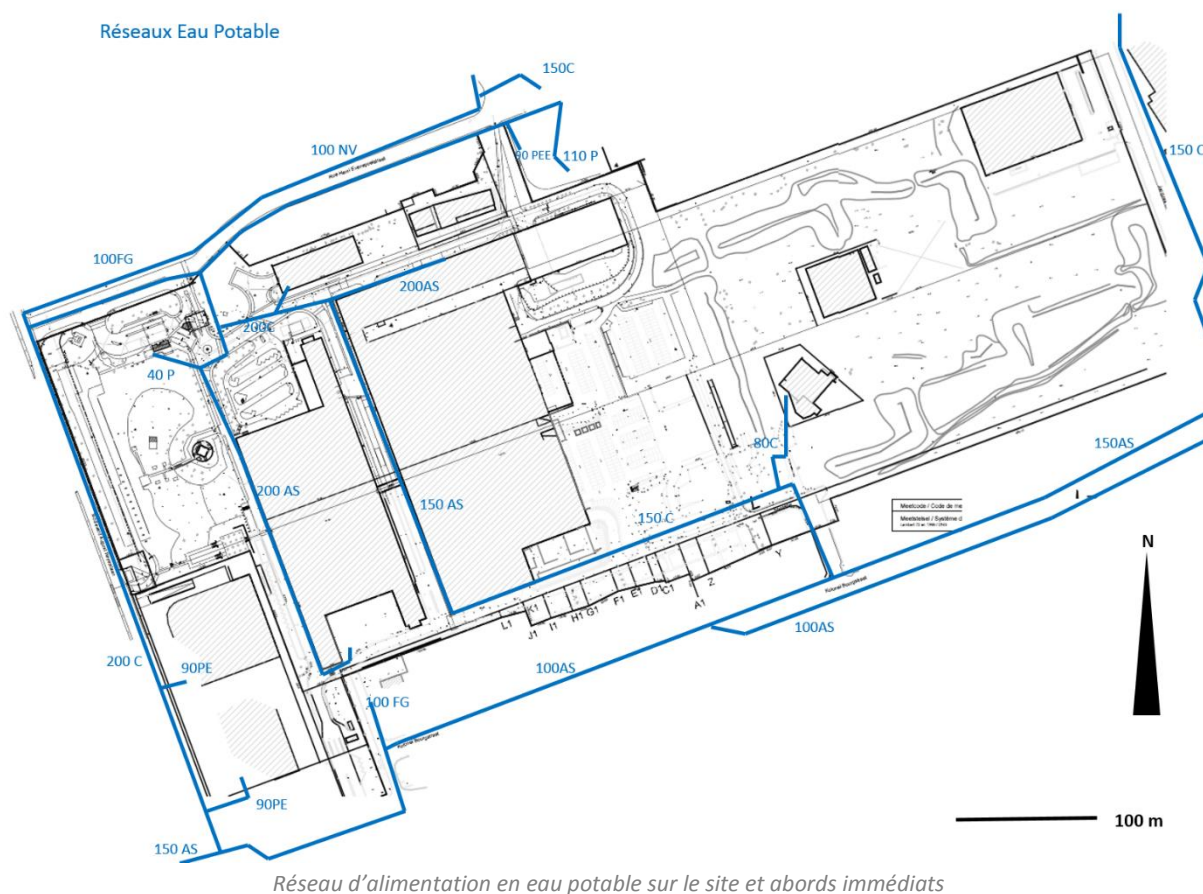 Réseaux Eau Potable
150C
100 NV
90 PEE
110 P
150 C
100FG
200AS
200C
40 P
80C
150AS
200 AS
150 AS
150 C
Y
Z
A1
C1
D1
E1
F1
G1
H1
I1
J1
K1
L1
100AS
100AS
200 C
90PE
100 FG
90PE
150 AS
N
100 m
Réseau d’alimentation en eau potable sur le site et abords immédiats